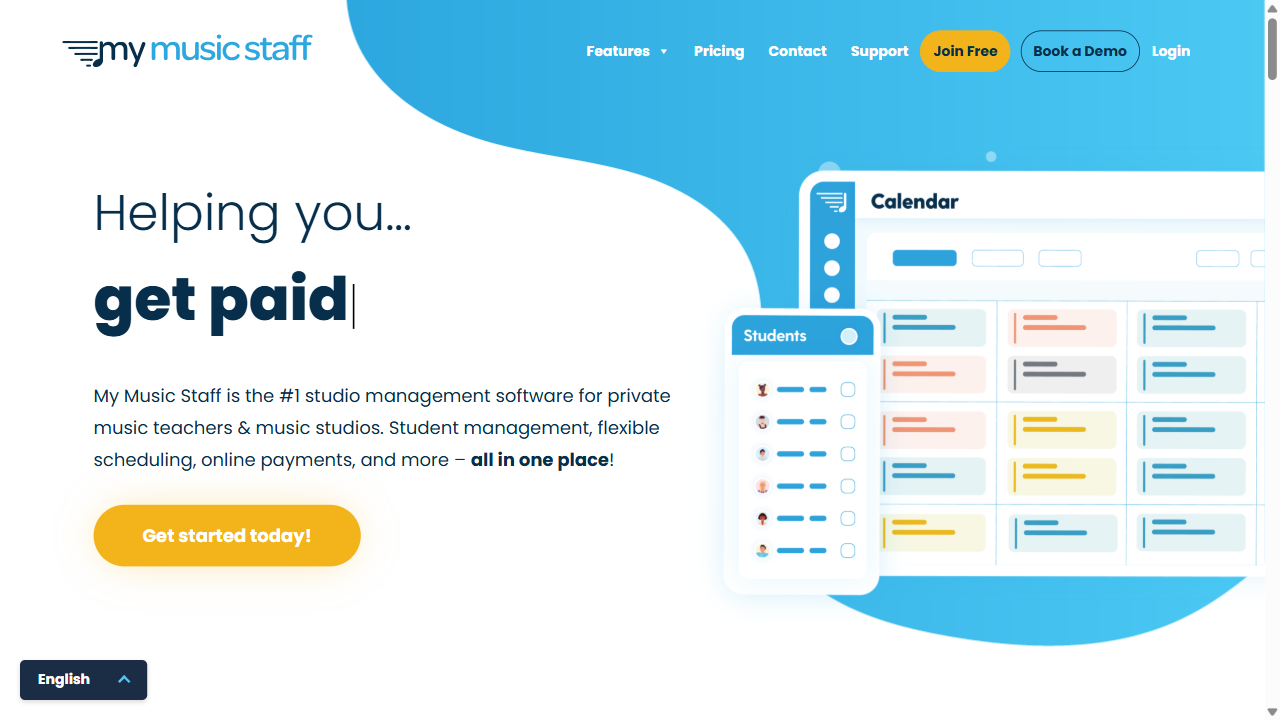 my music staff
Features Pricing Contact Support Join Free Book a Demo Login
Helping you...
get paid
My Music Staff is the #1 studio management software for private
music teachers & music studios. Student management, flexible
scheduling, online payments, and more – all in one place!
Get started today!
Calendar
Students
English